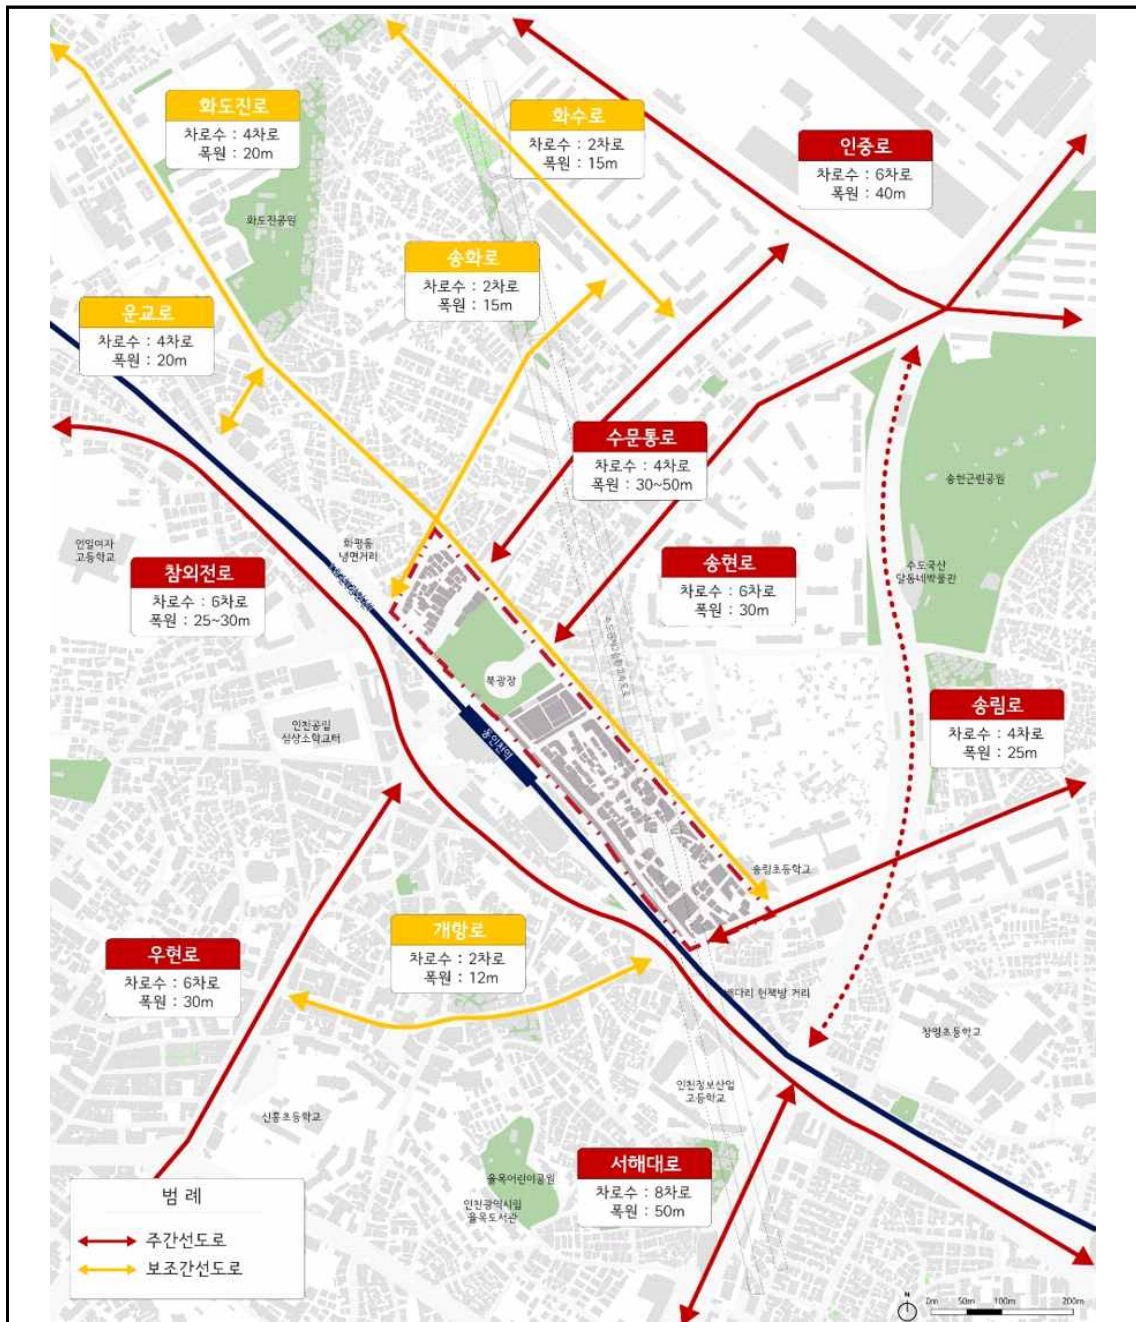 화도진로
차로수 : 4차로
폭원 : 20m
화수로
차로수 : 2차로
폭원 : 15m
인중로
차로수 : 6차로
폭원 : 40m
화도진공원
송화로
차로수 : 2차로
폭원 : 15m
운교로
차로수 : 4차로
폭원 : 20m
수문통로
차로수 : 4차로
폭원 : 30~50m
송현근린공원
인일여자
고등학교
화평동
냉면거리
참외전로
차로수 : 6차로
폭원 : 25~30m
송현로
차로수 : 6차로
폭원 : 30m
수도국산
달동네박물관
북광장
인천공립
심상소학교터
동인천역
송림로
차로수 : 4차로
폭원 : 25m
송림초등학교
개항로
차로수 : 2차로
폭원 : 12m
우현로
차로수 : 6차로
폭원 : 30m
배다리 헌책방 거리
창영초등학교
인천정보산업
고등학교
신흥초등학교
서해대로
차로수 : 8차로
폭원 : 50m
율목어린이공원
인천광역시립
율목도서관
범 례
주간선도로
보조간선도로
N
0m 50m 100m 200m